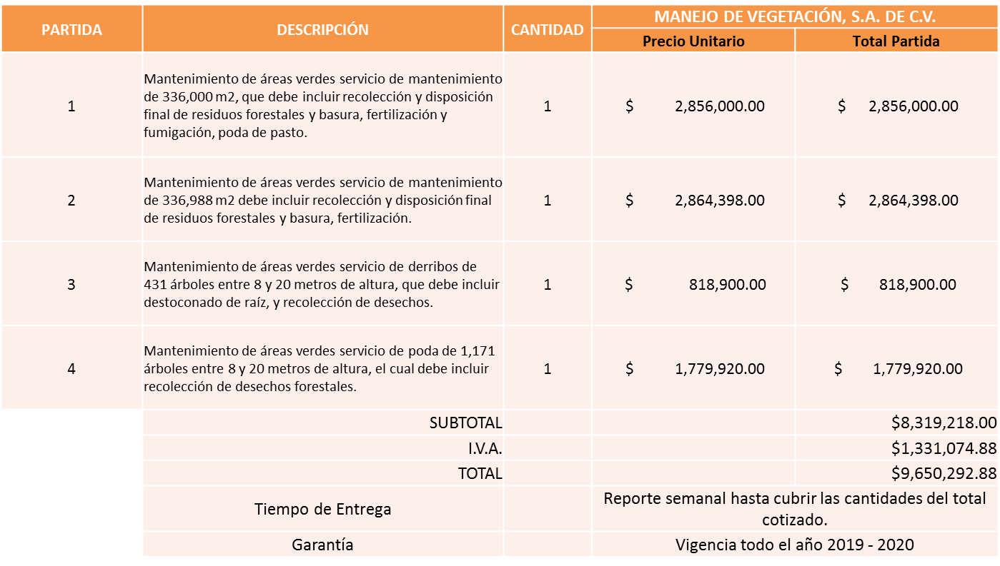 PARTIDA
DESCRIPCIÓN
CANTIDAD
MANEJO DE VEGETACIÓN, S.A. DE C.V.
Precio Unitario
Total Partida
1
Mantenimiento de áreas verdes servicio de mantenimiento
de 336,000 m2, que debe incluir recolección y disposición
final de residuos forestales y basura, fertilización y
fumigación, poda de pasto.
1
$ 2,856,000.00
$ 2,856,000.00
2
Mantenimiento de áreas verdes servicio de mantenimiento
de 336,988 m2 debe incluir recolección y disposición final
de residuos forestales y basura, fertilización.
1
$ 2,864,398.00
$ 2,864,398.00
3
Mantenimiento de áreas verdes servicio de derribos de
431 árboles entre 8 y 20 metros de altura, que debe incluir
destoconado de raíz, y recolección de desechos.
1
$ 818,900.00
$ 818,900.00
4
Mantenimiento de áreas verdes servicio de poda de 1,171
árboles entre 8 y 20 metros de altura, el cual debe incluir
recolección de desechos forestales.
1
$ 1,779,920.00
$ 1,779,920.00
SUBTOTAL
$8,319,218.00
I.V.A.
$1,331,074.88
TOTAL
$9,650,292.88
Tiempo de Entrega
Reporte semanal hasta cubrir las cantidades del total
cotizado.
Garantía
Vigencia todo el año 2019 - 2020